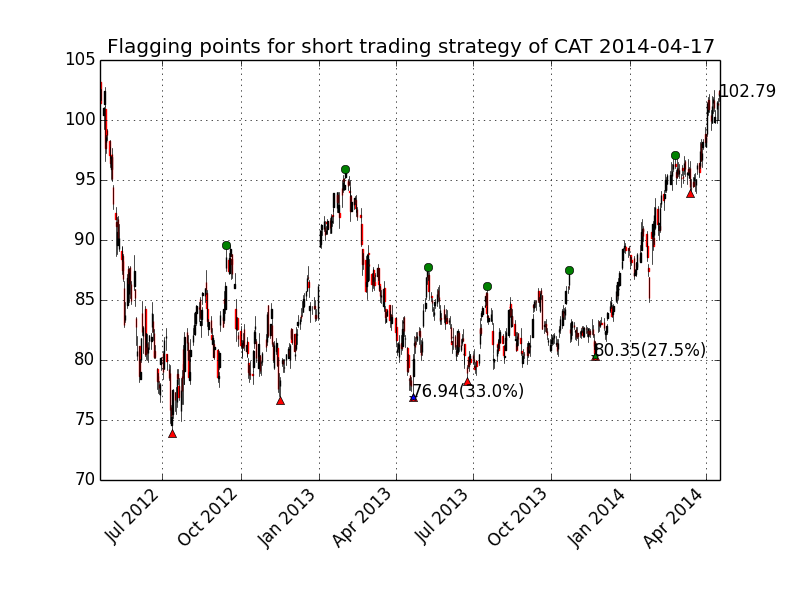 Flagging points for short trading strategy of CAT 2014-04-17
105
100
95
90
85
80
75
70
102.79
80.35(27.5%)
76.94(33.0%)
Jul 2012
Oct 2012
Jan 2013
Apr 2013
Jul 2013
Oct 2013
Jan 2014
Apr 2014